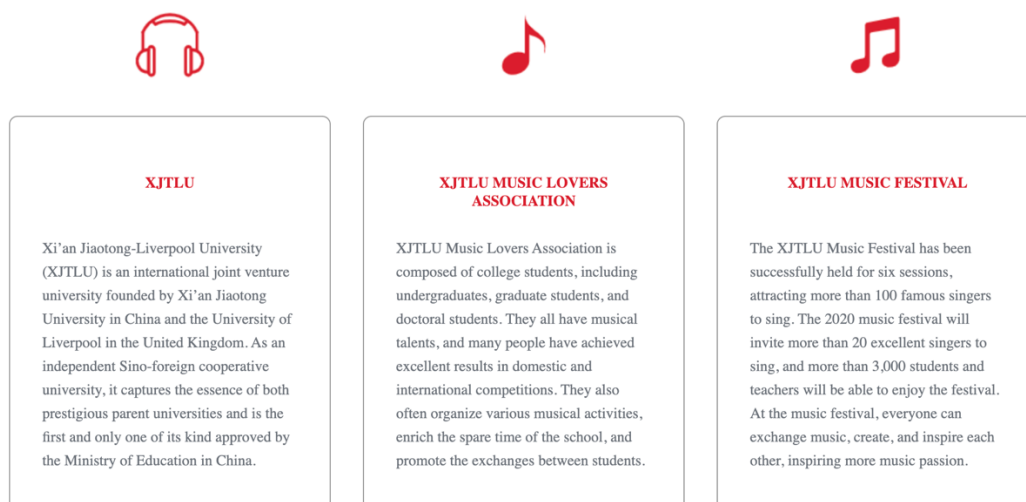 XJTLU
Xi’an Jiaotong-Liverpool University
(XJTLU) is an international joint venture
university founded by Xi’an Jiaotong
University in China and the University of
Liverpool in the United Kingdom. As an
independent Sino-foreign cooperative
university, it captures the essence of both
prestigious parent universities and is the
first and only one of its kind approved by
the Ministry of Education in China.
XJTLU MUSIC LOVERS
ASSOCIATION
XJTLU Music Lovers Association is
composed of college students, including
undergraduates, graduate students, and
doctoral students. They all have musical
talents, and many people have achieved
excellent results in domestic and
international competitions. They also
often organize various musical activities,
enrich the spare time of the school, and
promote the exchanges between students.
XJTLU MUSIC FESTIVAL
The XJTLU Music Festival has been
successfully held for six sessions,
attracting more than 100 famous singers
to sing. The 2020 music festival will
invite more than 20 excellent singers to
sing, and more than 3,000 students and
teachers will be able to enjoy the festival.
At the music festival, everyone can
exchange music, create, and inspire each
other, inspiring more music passion.